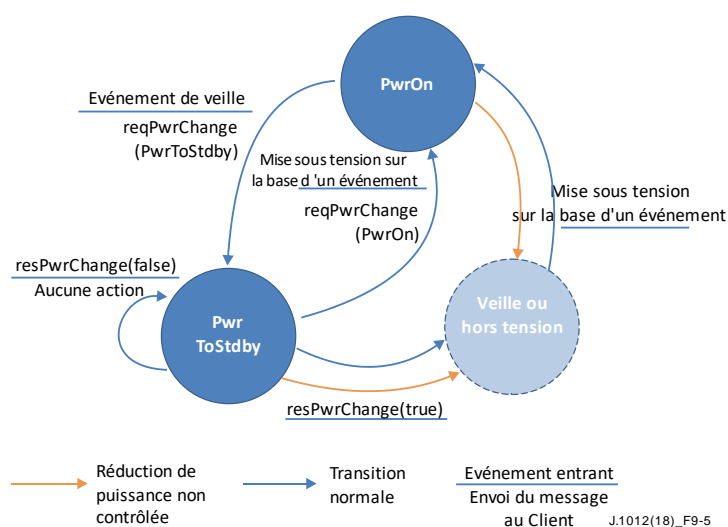 PwrOn
Evénement de veille
reqPwrChange
(PwrToStdby)
Mise sous tension sur
la base d 'un événement
reqPwrChange
(PwrOn)
Mise sous tension
sur la base d'un événement
resPwrChange(false)
Aucune action
Pwr
ToStdby
Veille ou
hors tension
resPwrChange(true)
Réduction de
puissance non
contrôlée
Transition
normale
Evénement entrant
Envoi du message
au Client
J.1012(18)_F9-5